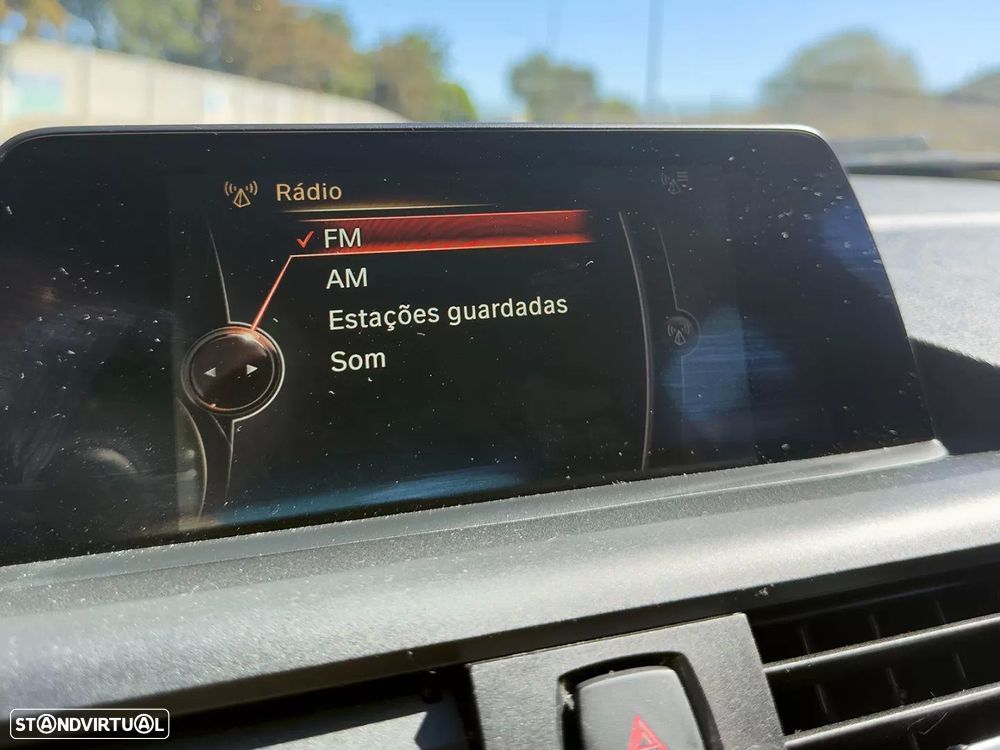 Rádio
FM
AM
Estações guardadas
Som
STANDVIRTUAL